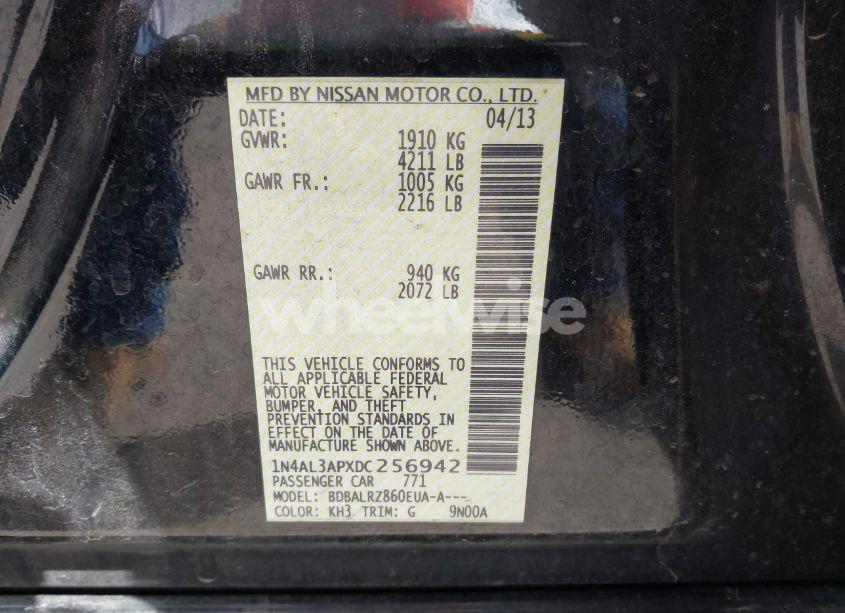 MFD BY NISSAN MOTOR CO., LTD.
DATE: 04/13
GVWR: 1910 KG
4211 LB
GAWR FR.: 1005 KG
2216 LB
GAWR RR.: 940 KG
2072 LB
wheelwise
THIS VEHICLE CONFORMS TO
ALL APPLICABLE FEDERAL
MOTOR VEHICLE SAFETY,
BUMPER, AND THEFT
PREVENTION STANDARDS IN
EFFECT ON THE DATE OF
MANUFACTURE SHOWN ABOVE.
1N4AL3APXDC256942
PASSENGER CAR 771
MODEL: BDBALRZ860EUA-A---
COLOR: KH3 TRIM: G 9N00A